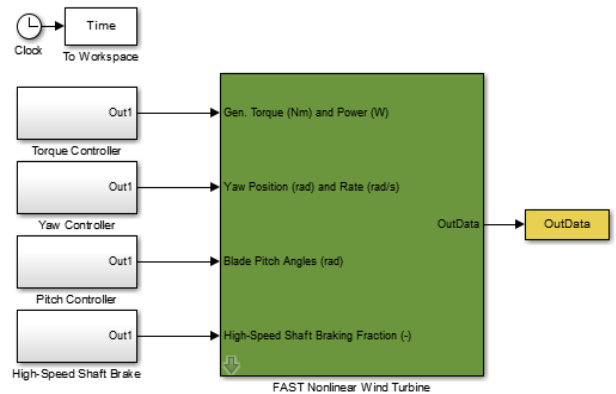 Time
Clock
To Workspace
Out1
Torque Controller
Out1
Yaw Controller
Out1
Pitch Controller
Out1
High-Speed Shaft Brake
Gen. Torque (Nm) and Power (W)
Yaw Position (rad) and Rate (rad/s)
Blade Pitch Angles (rad)
High-Speed Shaft Braking Fraction (-)
OutData
FAST Nonlinear Wind Turbine
OutData